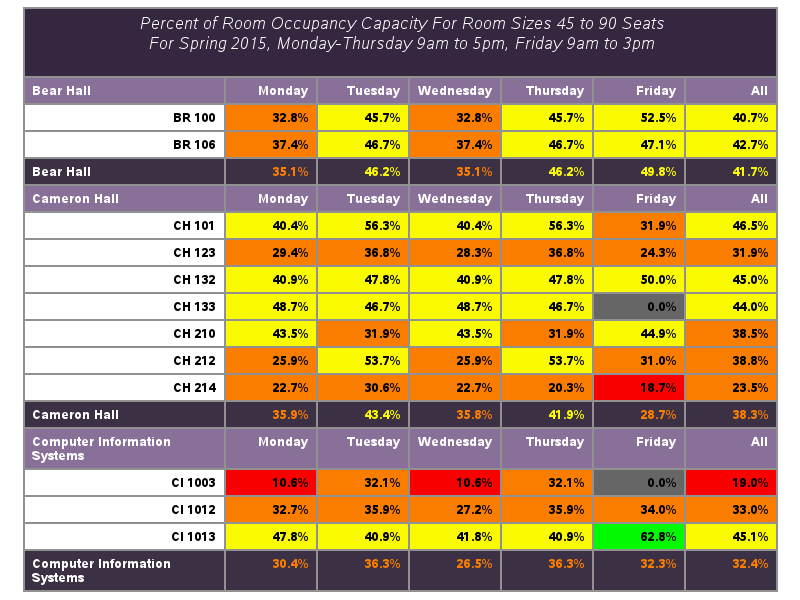 Percent of Room Occupancy Capacity For Room Sizes 45 to 90 Seats
For Spring 2015, Monday-Thursday 9am to 5pm, Friday 9am to 3pm
Bear Hall Monday Tuesday Wednesday Thursday Friday All
BR 100 32.8% 45.7% 32.8% 45.7% 52.5% 40.7%
BR 106 37.4% 46.7% 37.4% 46.7% 47.1% 42.7%
Bear Hall 35.1% 46.2% 35.1% 46.2% 49.8% 41.7%
Cameron Hall Monday Tuesday Wednesday Thursday Friday All
CH 101 40.4% 56.3% 40.4% 56.3% 31.9% 46.5%
CH 123 29.4% 36.8% 28.3% 36.8% 24.3% 31.9%
CH 132 40.9% 47.8% 40.9% 47.8% 50.0% 45.0%
CH 133 48.7% 46.7% 48.7% 46.7% 0.0% 44.0%
CH 210 43.5% 31.9% 43.5% 31.9% 44.9% 38.5%
CH 212 25.9% 53.7% 25.9% 53.7% 31.0% 38.8%
CH 214 22.7% 30.6% 22.7% 20.3% 18.7% 23.5%
Cameron Hall 35.9% 43.4% 35.8% 41.9% 28.7% 38.3%
Computer Information Monday Tuesday Wednesday Thursday Friday All
Systems
CI 1003 10.6% 32.1% 10.6% 32.1% 0.0% 19.0%
CI 1012 32.7% 35.9% 27.2% 35.9% 34.0% 33.0%
CI 1013 47.8% 40.9% 41.8% 40.9% 62.8% 45.1%
Computer Information 30.4% 36.3% 26.5% 36.3% 32.3% 32.4%
Systems